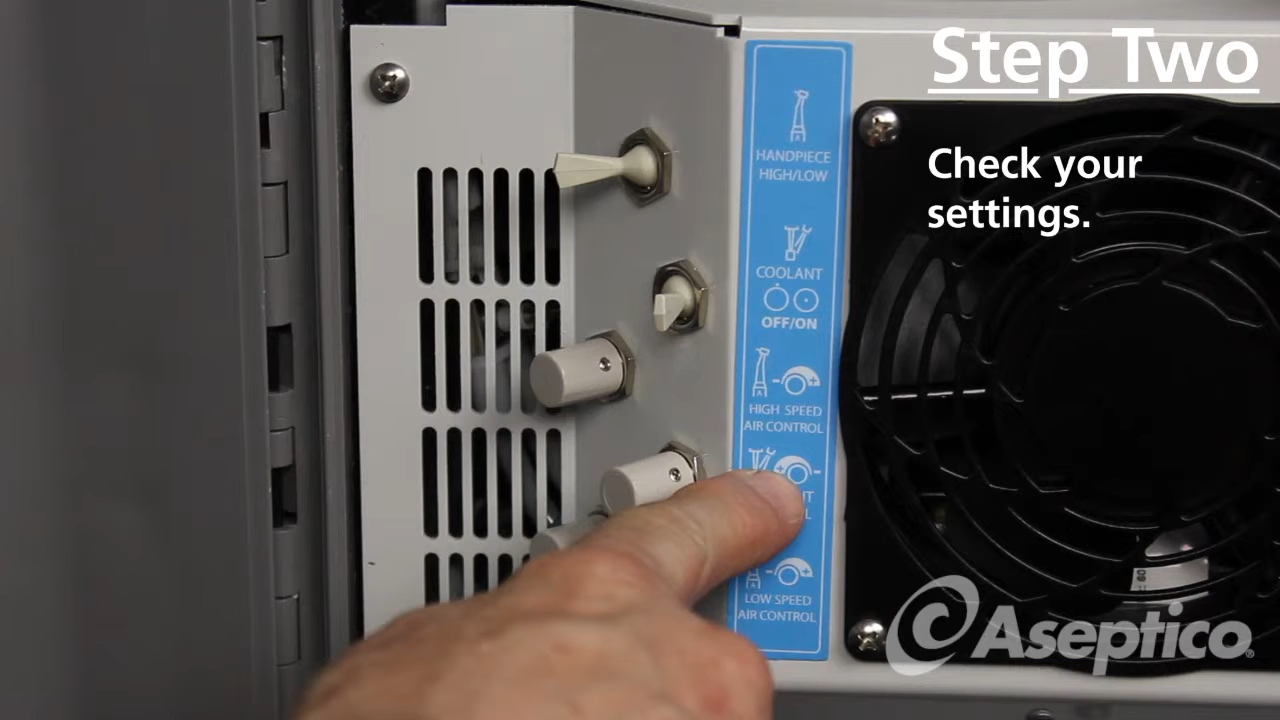 Step Two
Check your
settings.
HANDPIECE
HIGH/LOW
COOLANT
OFF/ON
HIGH SPEED
AIR CONTROL
LOW SPEED
AIR CONTROL
Aseptico®